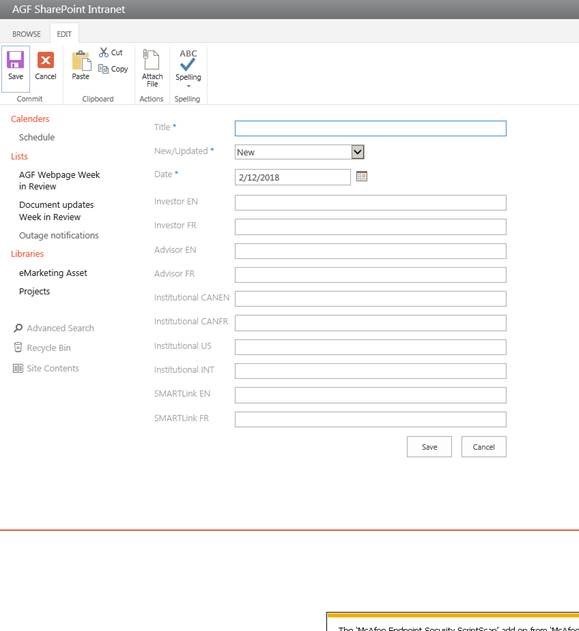 AGF SharePoint Intranet
BROWSE EDIT
Save Cancel Paste Cut Copy Attach File ABC Spelling
Commit Clipboard Actions Spelling
Calenders
Schedule
Lists
AGF Webpage Week
in Review
Document updates
Week in Review
Outage notifications
Libraries
eMarketing Asset
Projects
Advanced Search
Recycle Bin
Site Contents
Title *
New/Updated * New
Date * 2/12/2018
Investor EN
Investor FR
Advisor EN
Advisor FR
Institutional CANEN
Institutional CANFR
Institutional US
Institutional INT
SMARTLink EN
SMARTLink FR
Save Cancel
The 'McAfee Endpoint Security ScriptScan' add-on from 'McAfee